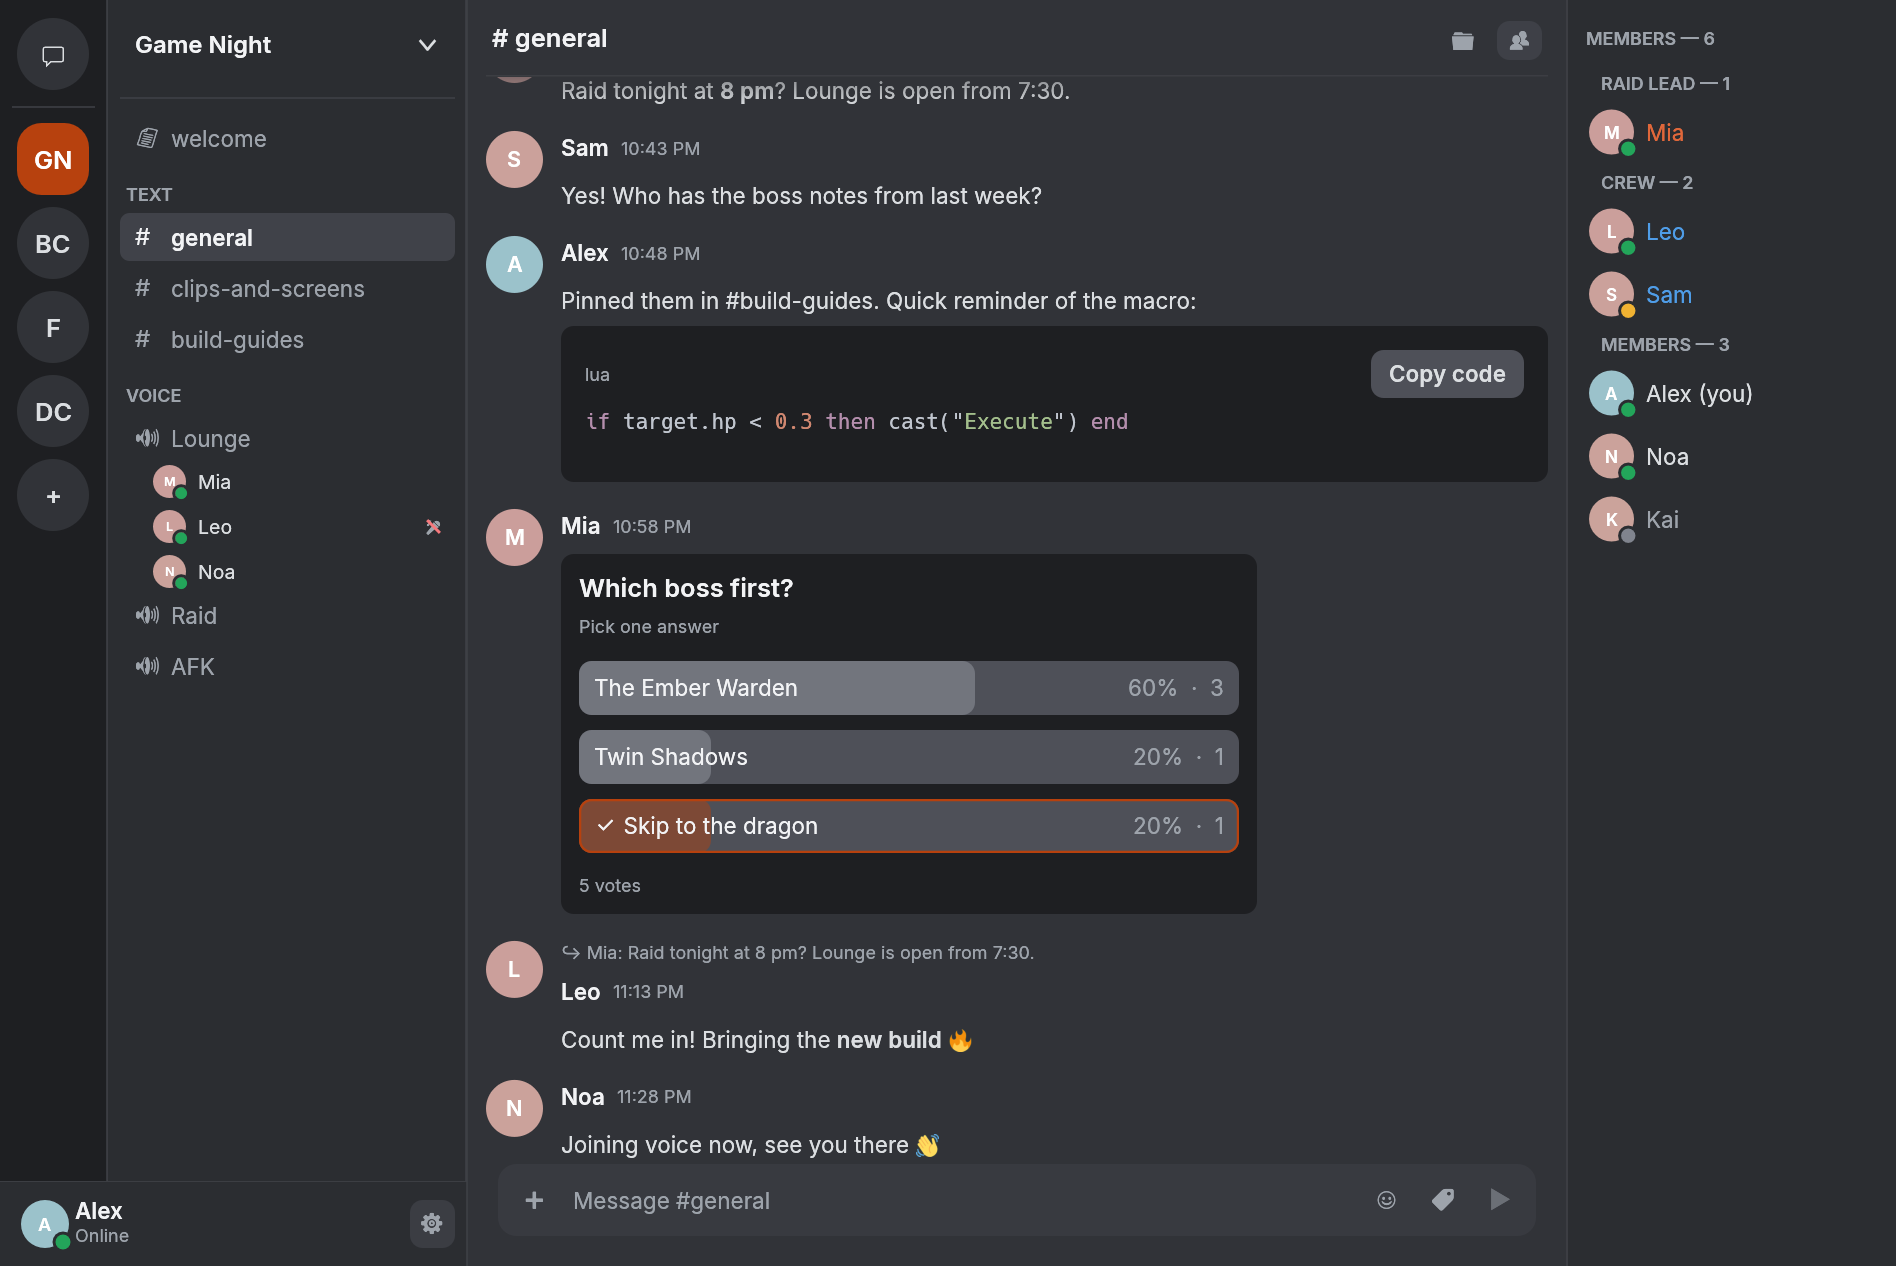 GN
BC
F
DC
+
Game Night
welcome
TEXT
# general
# clips-and-screens
# build-guides
VOICE
Lounge
M Mia
L Leo
N Noa
Raid
AFK
A Alex
Online
# general
Raid tonight at 8 pm? Lounge is open from 7:30.
S Sam 10:43 PM
Yes! Who has the boss notes from last week?
A Alex 10:48 PM
Pinned them in #build-guides. Quick reminder of the macro:
lua Copy code
if target.hp < 0.3 then cast("Execute") end
M Mia 10:58 PM
Which boss first?
Pick one answer
The Ember Warden 60% · 3
Twin Shadows 20% · 1
✓ Skip to the dragon 20% · 1
5 votes
Mia: Raid tonight at 8 pm? Lounge is open from 7:30.
L Leo 11:13 PM
Count me in! Bringing the new build 🔥
N Noa 11:28 PM
Joining voice now, see you there 👋
+ Message #general
MEMBERS — 6
RAID LEAD — 1
M Mia
CREW — 2
L Leo
S Sam
MEMBERS — 3
A Alex (you)
N Noa
K Kai